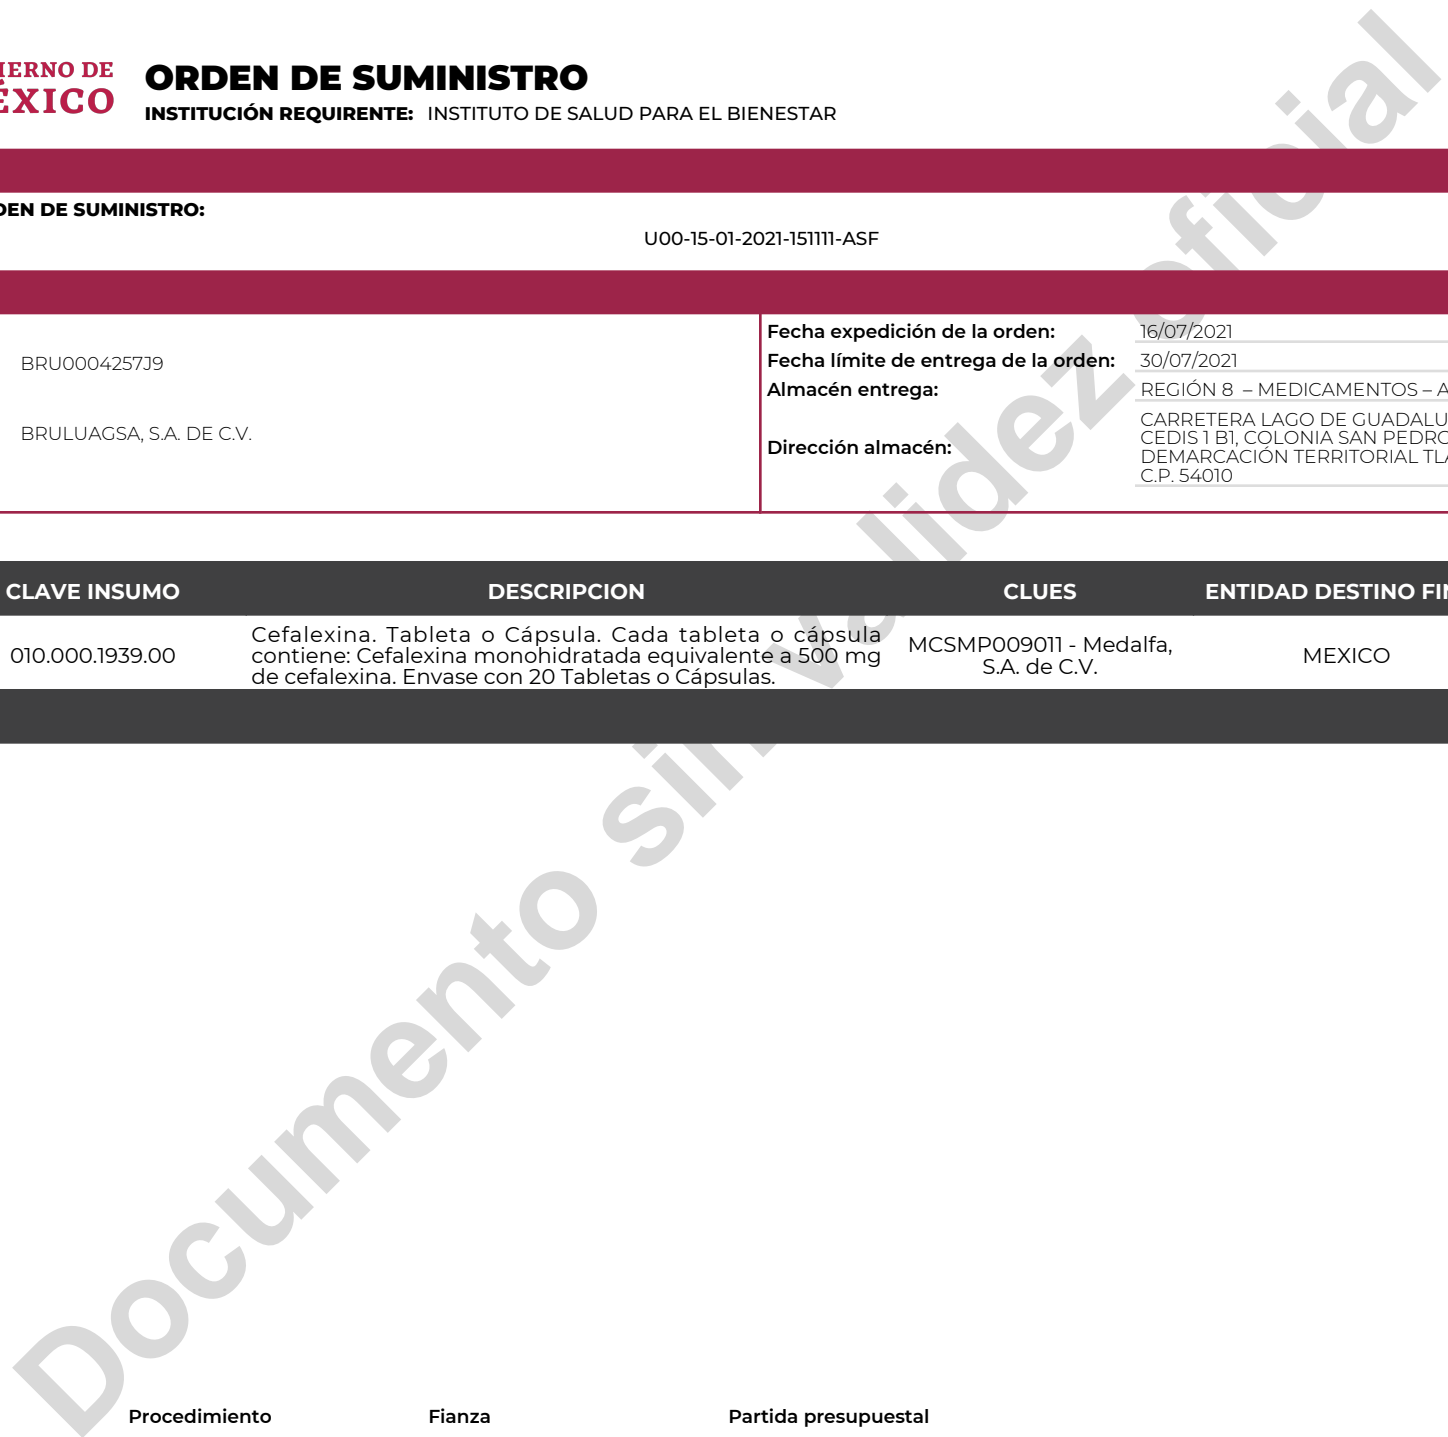 IERNO DE
ÉXICO
ORDEN DE SUMINISTRO
INSTITUCIÓN REQUIRENTE: INSTITUTO DE SALUD PARA EL BIENESTAR
DEN DE SUMINISTRO:
U00-15-01-2021-151111-ASF
BRU0004257J9
BRULUAGSA, S.A. DE C.V.
Fecha expedición de la orden: 16/07/2021
Fecha límite de entrega de la orden: 30/07/2021
Almacén entrega: REGIÓN 8 – MEDICAMENTOS – A
Dirección almacén:
CARRETERA LAGO DE GUADALU
CEDIS 1 B1, COLONIA SAN PEDRO
DEMARCACIÓN TERRITORIAL TLA
C.P. 54010
CLAVE INSUMO DESCRIPCION CLUES ENTIDAD DESTINO FIN
010.000.1939.00
Cefalexina. Tableta o Cápsula. Cada tableta o cápsula
contiene: Cefalexina monohidratada equivalente a 500 mg
de cefalexina. Envase con 20 Tabletas o Cápsulas.
MCSMP009011 - Medalfa,
S.A. de C.V.
MEXICO
Documento sin validez oficial
Procedimiento Fianza Partida presupuestal